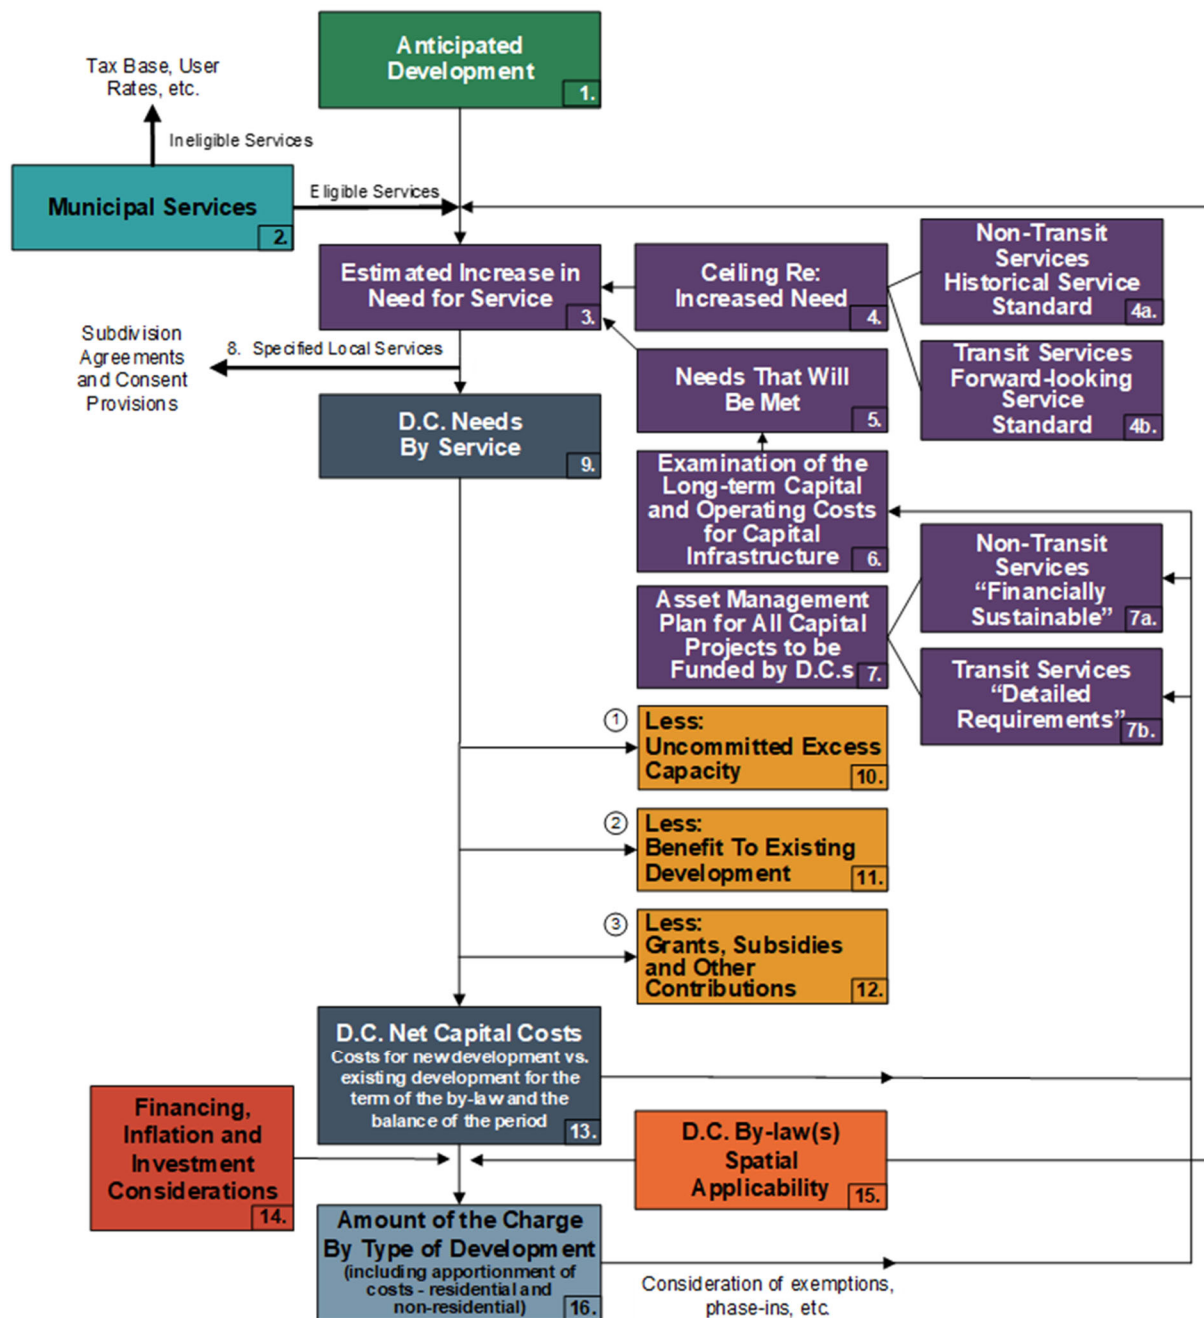 Anticipated
Development
1.
Tax Base, User
Rates, etc.
Ineligible Services
Municipal Services
2.
Eligible Services
Estimated Increase in
Need for Service
3.
Ceiling Re:
Increased Need
4.
Non-Transit
Services
Historical Service
Standard
4a.
Transit Services
Forward-looking
Service
Standard
4b.
Needs That Will
Be Met
5.
8. Specified Local Services
Subdivision
Agreements
and Consent
Provisions
D.C. Needs
By Service
9.
Examination of the
Long-term Capital
and Operating Costs
for Capital
Infrastructure
6.
Asset Management
Plan for All Capital
Projects to be
Funded by D.C.s
7.
Non-Transit
Services
“Financially
Sustainable”
7a.
Transit Services
“Detailed
Requirements”
7b.
1
Less:
Uncommitted Excess
Capacity
10.
2
Less:
Benefit To Existing
Development
11.
3
Less:
Grants, Subsidies
and Other
Contributions
12.
D.C. Net Capital Costs
Costs for new development vs.
existing development for the
term of the by-law and the
balance of the period
13.
Financing,
Inflation and
Investment
Considerations
14.
D.C. By-law(s)
Spatial
Applicability
15.
Amount of the Charge
By Type of Development
(including apportionment of
costs - residential and
non-residential)
16.
Consideration of exemptions,
phase-ins, etc.